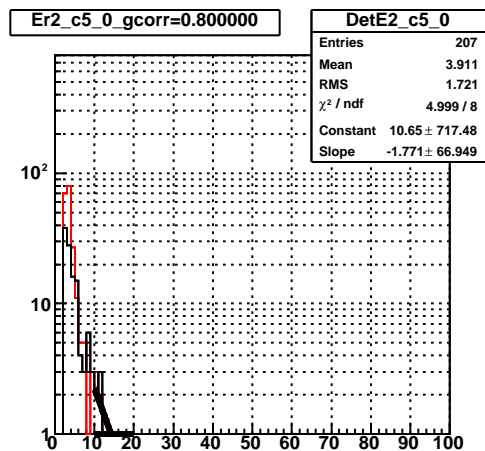 Er2_c5_0_gcorr=0.800000
DetE2_c5_0
Entries 207
Mean 3.911
RMS 1.721
χ² / ndf 4.999 / 8
Constant 10.65 ± 717.48
Slope -1.771 ± 66.949
10²
10
1
0 10 20 30 40 50 60 70 80 90 100